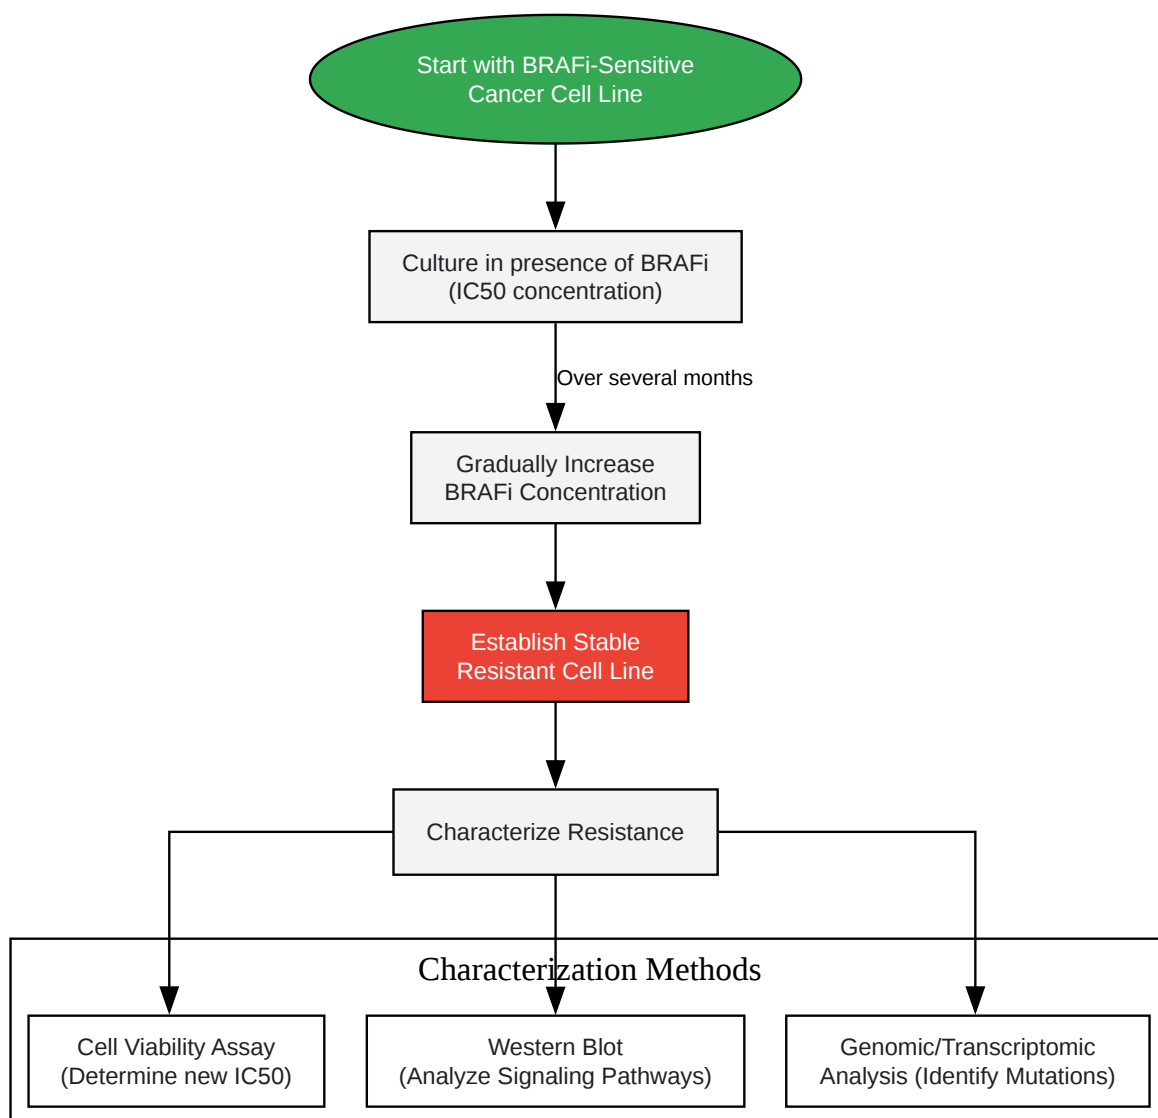 Start with BRAFi-Sensitive
Cancer Cell Line
Culture in presence of BRAFi
(IC50 concentration)
Over several months
Gradually Increase
BRAFi Concentration
Establish Stable
Resistant Cell Line
Characterize Resistance
Characterization Methods
Cell Viability Assay
(Determine new IC50)
Western Blot
(Analyze Signaling Pathways)
Genomic/Transcriptomic
Analysis (Identify Mutations)